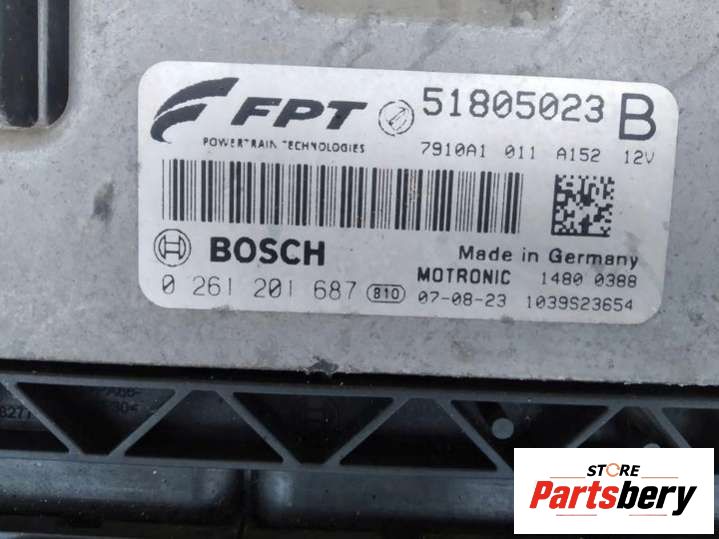 FPT 51805023 B
POWERTRAIN TECHNOLOGIES 7910A1 011 A152 12V
BOSCH Made in Germany
MOTRONIC 1480 0388
0 261 201 687 810 07-08-23 1039S23654
STORE
Partsbery